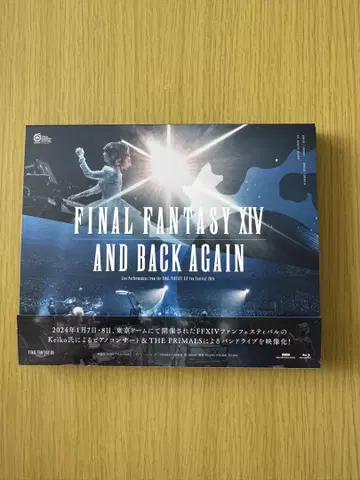 FINAL FANTASY XIV
AND BACK AGAIN
Live Performances from the FINAL FANTASY XIV Fan Festival 2024
2024年1月7日・8日、東京ドームにて開催されたFFXIVファンフェスティバルの
Keiko氏によるピアノコンサート&THE PRIMALSによるバンドライブを映像化!
FINAL FANTASY XIV